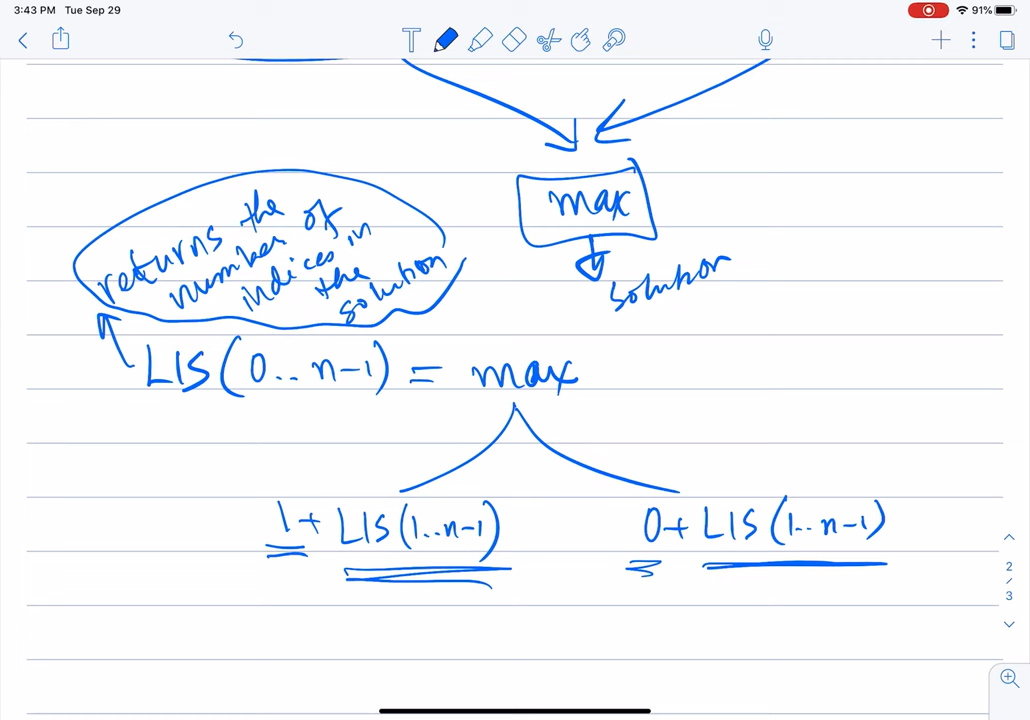 3:43 PM Tue Sep 29
91%
T
max
solution
returns the
number of
indices in
the
solution
LIS (0..n-1) = max
1+ LIS (1..n-1)
0+ LIS (1..n-1)
2
/
3